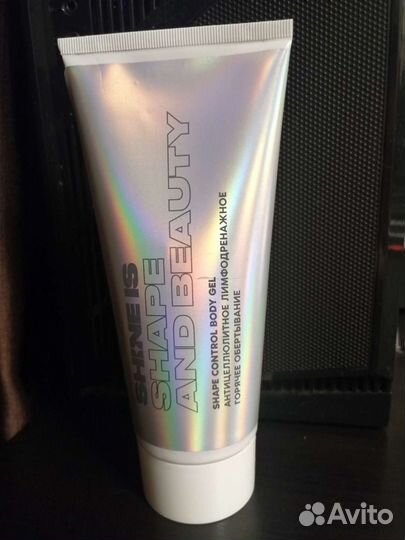 SHINE IS
SHAPE
AND BEAUTY
SHAPE CONTROL BODY GEL
АНТИЦЕЛЛЮЛИТНОЕ ЛИМФОДРЕНАЖНОЕ
ГОРЯЧЕЕ ОБЕРТЫВАНИЕ
Avito